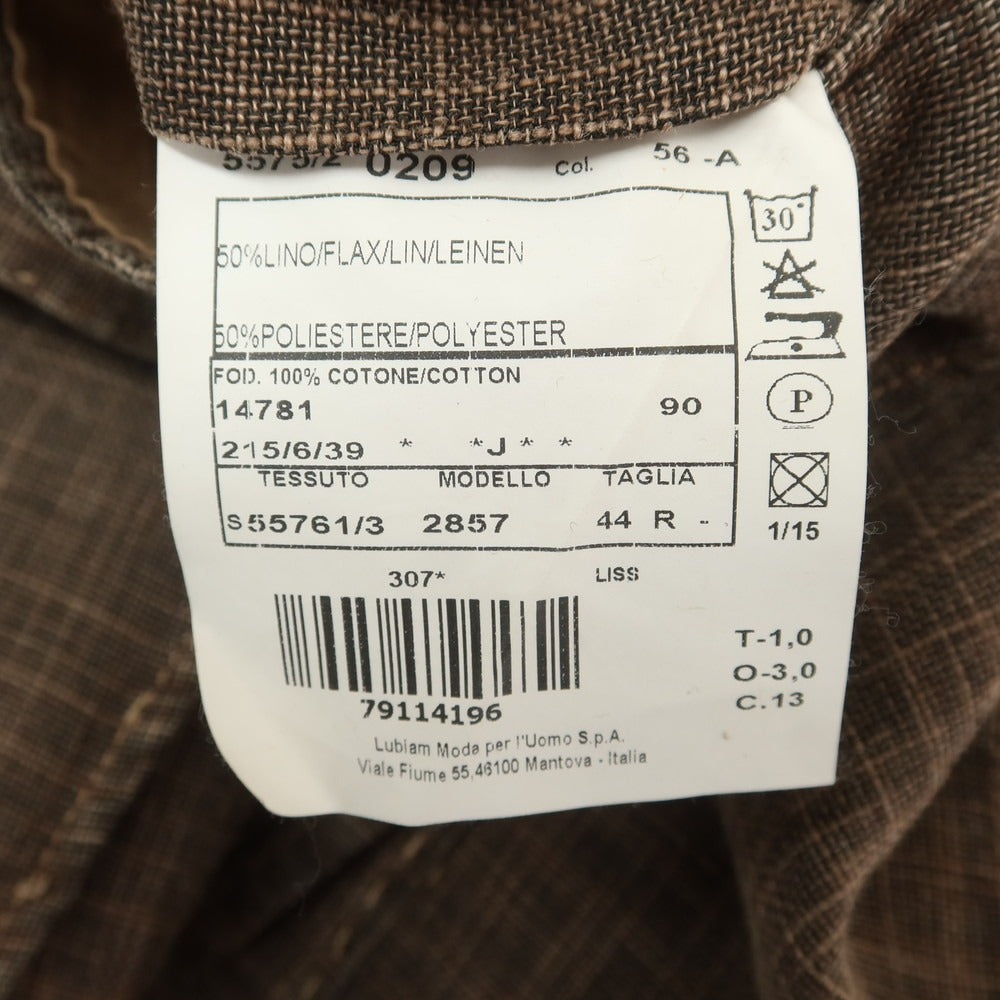 0209 Col. 56 -A
30°
50%LINO/FLAX/LIN/LEINEN
50%POLIESTERE/POLYESTER
FOD. 100% COTONE/COTTON
14781 90
215/6/39 * *J* *
P
TESSUTO MODELLO TAGLIA
S55761/3 2857 44 R -
1/15
307* LISS
T-1,0
O-3,0
C.13
79114196
Lubiam Moda per l'Uomo S.p.A.
Viale Fiume 55,46100 Mantova - Italia